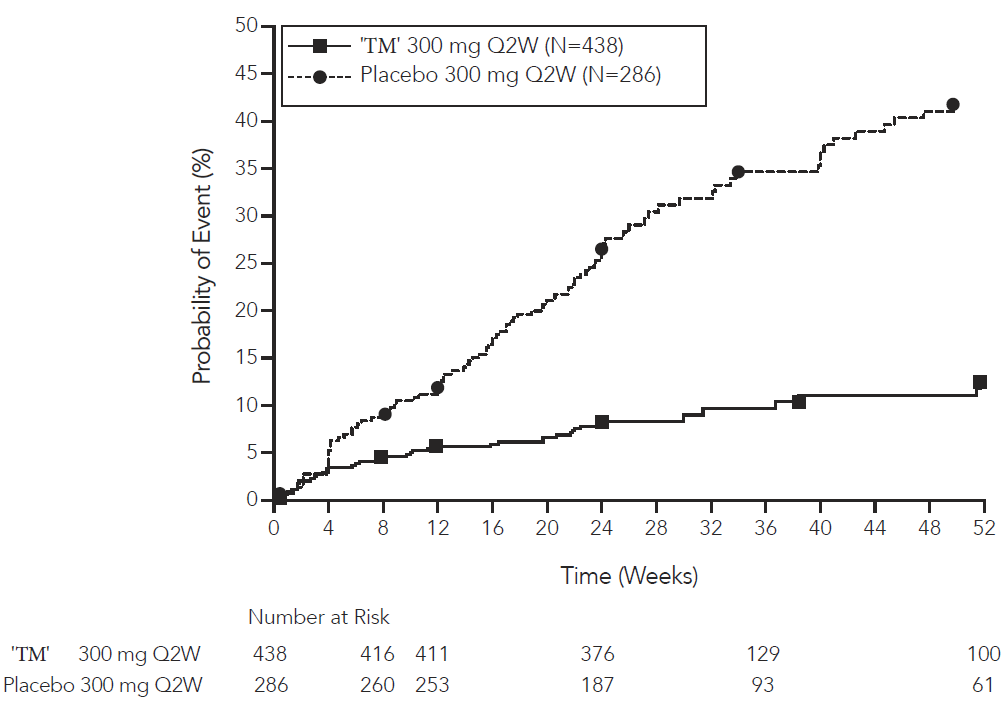 50
45
40
35
30
25
20
15
10
5
0
Probability of Event (%)
'TM' 300 mg Q2W (N=438)
Placebo 300 mg Q2W (N=286)
0 4 8 12 16 20 24 28 32 36 40 44 48 52
Time (Weeks)
Number at Risk
'TM' 300 mg Q2W 438 416 411 376 129 100
Placebo 300 mg Q2W 286 260 253 187 93 61